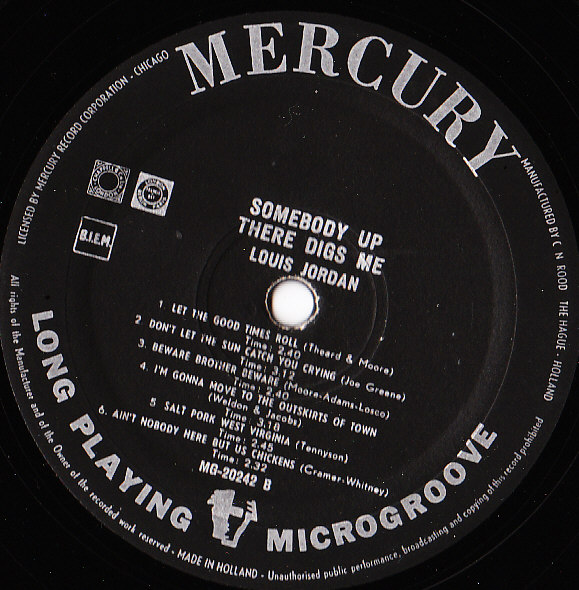 MERCURY
LICENSED BY MERCURY RECORD CORPORATION - CHICAGO
MANUFACTURED BY C N ROOD THE HAGUE - HOLLAND
B.I.E.M.
SOMEBODY UP
THERE DIGS ME
LOUIS JORDAN
1 LET THE GOOD TIMES ROLL (Theard & Moore)
Time: 2.40
2 DON'T LET THE SUN CATCH YOU CRYING (Joe Greene)
Time: 3.12
3. BEWARE BROTHER BEWARE (Moore-Adams-Losco)
Time: 2.40
4. I'M GONNA MOVE TO THE OUTSKIRTS OF TOWN
(Weldon & Jacobs)
Time: 3.18
5 SALT PORK WEST VIRGINIA (Tennyson)
Time: 2.45
6. AIN'T NOBODY HERE BUT US CHICKENS (Cramer-Whitney)
Time: 2.32
MG-20242 B
LONG PLAYING MICROGROOVE
All rights of the Manufacturer and of the Owner of the recorded work reserved - MADE IN HOLLAND - Unauthorised public performance, broadcasting and copying of this record prohibited